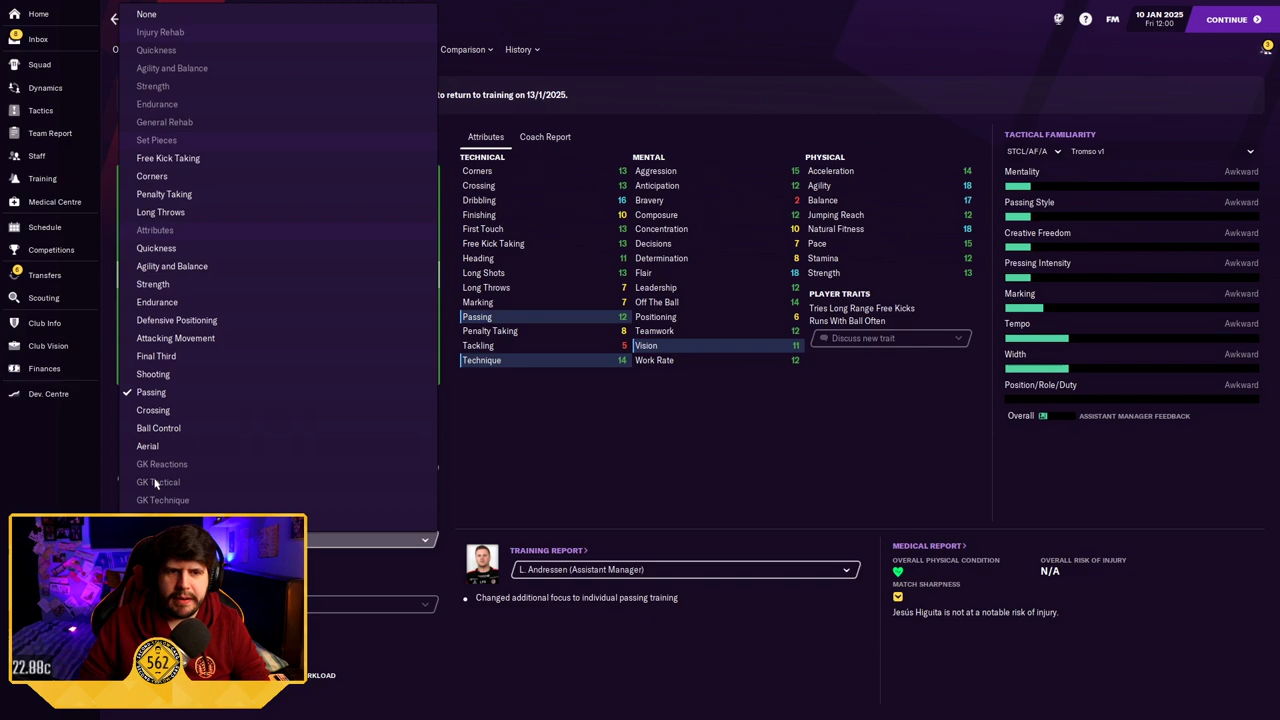 Home
8
Inbox
Squad
Dynamics
Tactics
Team Report
Staff
Training
Medical Centre
Schedule
Competitions
6
Transfers
Scouting
Club Info
Club Vision
Finances
Dev. Centre
None
Injury Rehab
Quickness
Agility and Balance
Strength
Endurance
General Rehab
Set Pieces
Free Kick Taking
Corners
Penalty Taking
Long Throws
Attributes
Quickness
Agility and Balance
Strength
Endurance
Defensive Positioning
Attacking Movement
Final Third
Shooting
Passing
Crossing
Ball Control
Aerial
GK Reactions
GK Tactical
GK Technique
Comparison
History
?
FM
10 JAN 2025
Fri 12:00
CONTINUE
3
to return to training on 13/1/2025.
Attributes
Coach Report
TECHNICAL
Corners 13
Crossing 13
Dribbling 16
Finishing 10
First Touch 13
Free Kick Taking 13
Heading 11
Long Shots 13
Long Throws 7
Marking 7
Passing 12
Penalty Taking 8
Tackling 5
Technique 14
MENTAL
Aggression 15
Anticipation 12
Bravery 2
Composure 12
Concentration 10
Decisions 7
Determination 8
Flair 18
Leadership 12
Off The Ball 14
Positioning 6
Teamwork 12
Vision 11
Work Rate 12
PHYSICAL
Acceleration 14
Agility 18
Balance 17
Jumping Reach 12
Natural Fitness 18
Pace 15
Stamina 12
Strength 13
PLAYER TRAITS
Tries Long Range Free Kicks
Runs With Ball Often
Discuss new trait
TACTICAL FAMILIARITY
STCL/AF/A
Tromso v1
Mentality Awkward
Passing Style Awkward
Creative Freedom Awkward
Pressing Intensity Awkward
Marking Awkward
Tempo Awkward
Width Awkward
Position/Role/Duty Awkward
Overall
ASSISTANT MANAGER FEEDBACK
TRAINING REPORT
L. Andressen (Assistant Manager)
Changed additional focus to individual passing training
MEDICAL REPORT
OVERALL PHYSICAL CONDITION
OVERALL RISK OF INJURY
N/A
MATCH SHARPNESS
Jesús Higuita is not at a notable risk of injury.
RKLOAD
22.88c
562